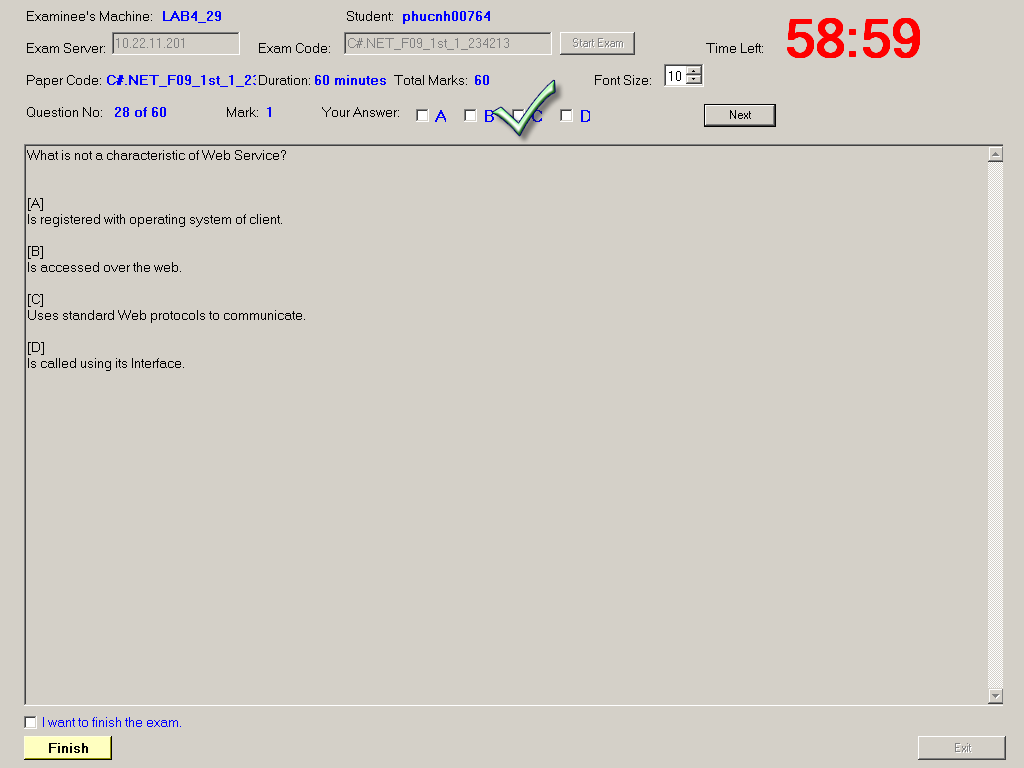 Examinee's Machine: LAB4_29 Student: phucnh00764
Exam Server: 10.22.11.201 Exam Code: C#.NET_F09_1st_1_234213 Start Exam Time Left: 58:59
Paper Code: C#.NET_F09_1st_1_23 Duration: 60 minutes Total Marks: 60 Font Size: 10
Question No: 28 of 60 Mark: 1 Your Answer: A B C D Next
What is not a characteristic of Web Service?
[A]
Is registered with operating system of client.
[B]
Is accessed over the web.
[C]
Uses standard Web protocols to communicate.
[D]
Is called using its Interface.
I want to finish the exam.
Finish Exit